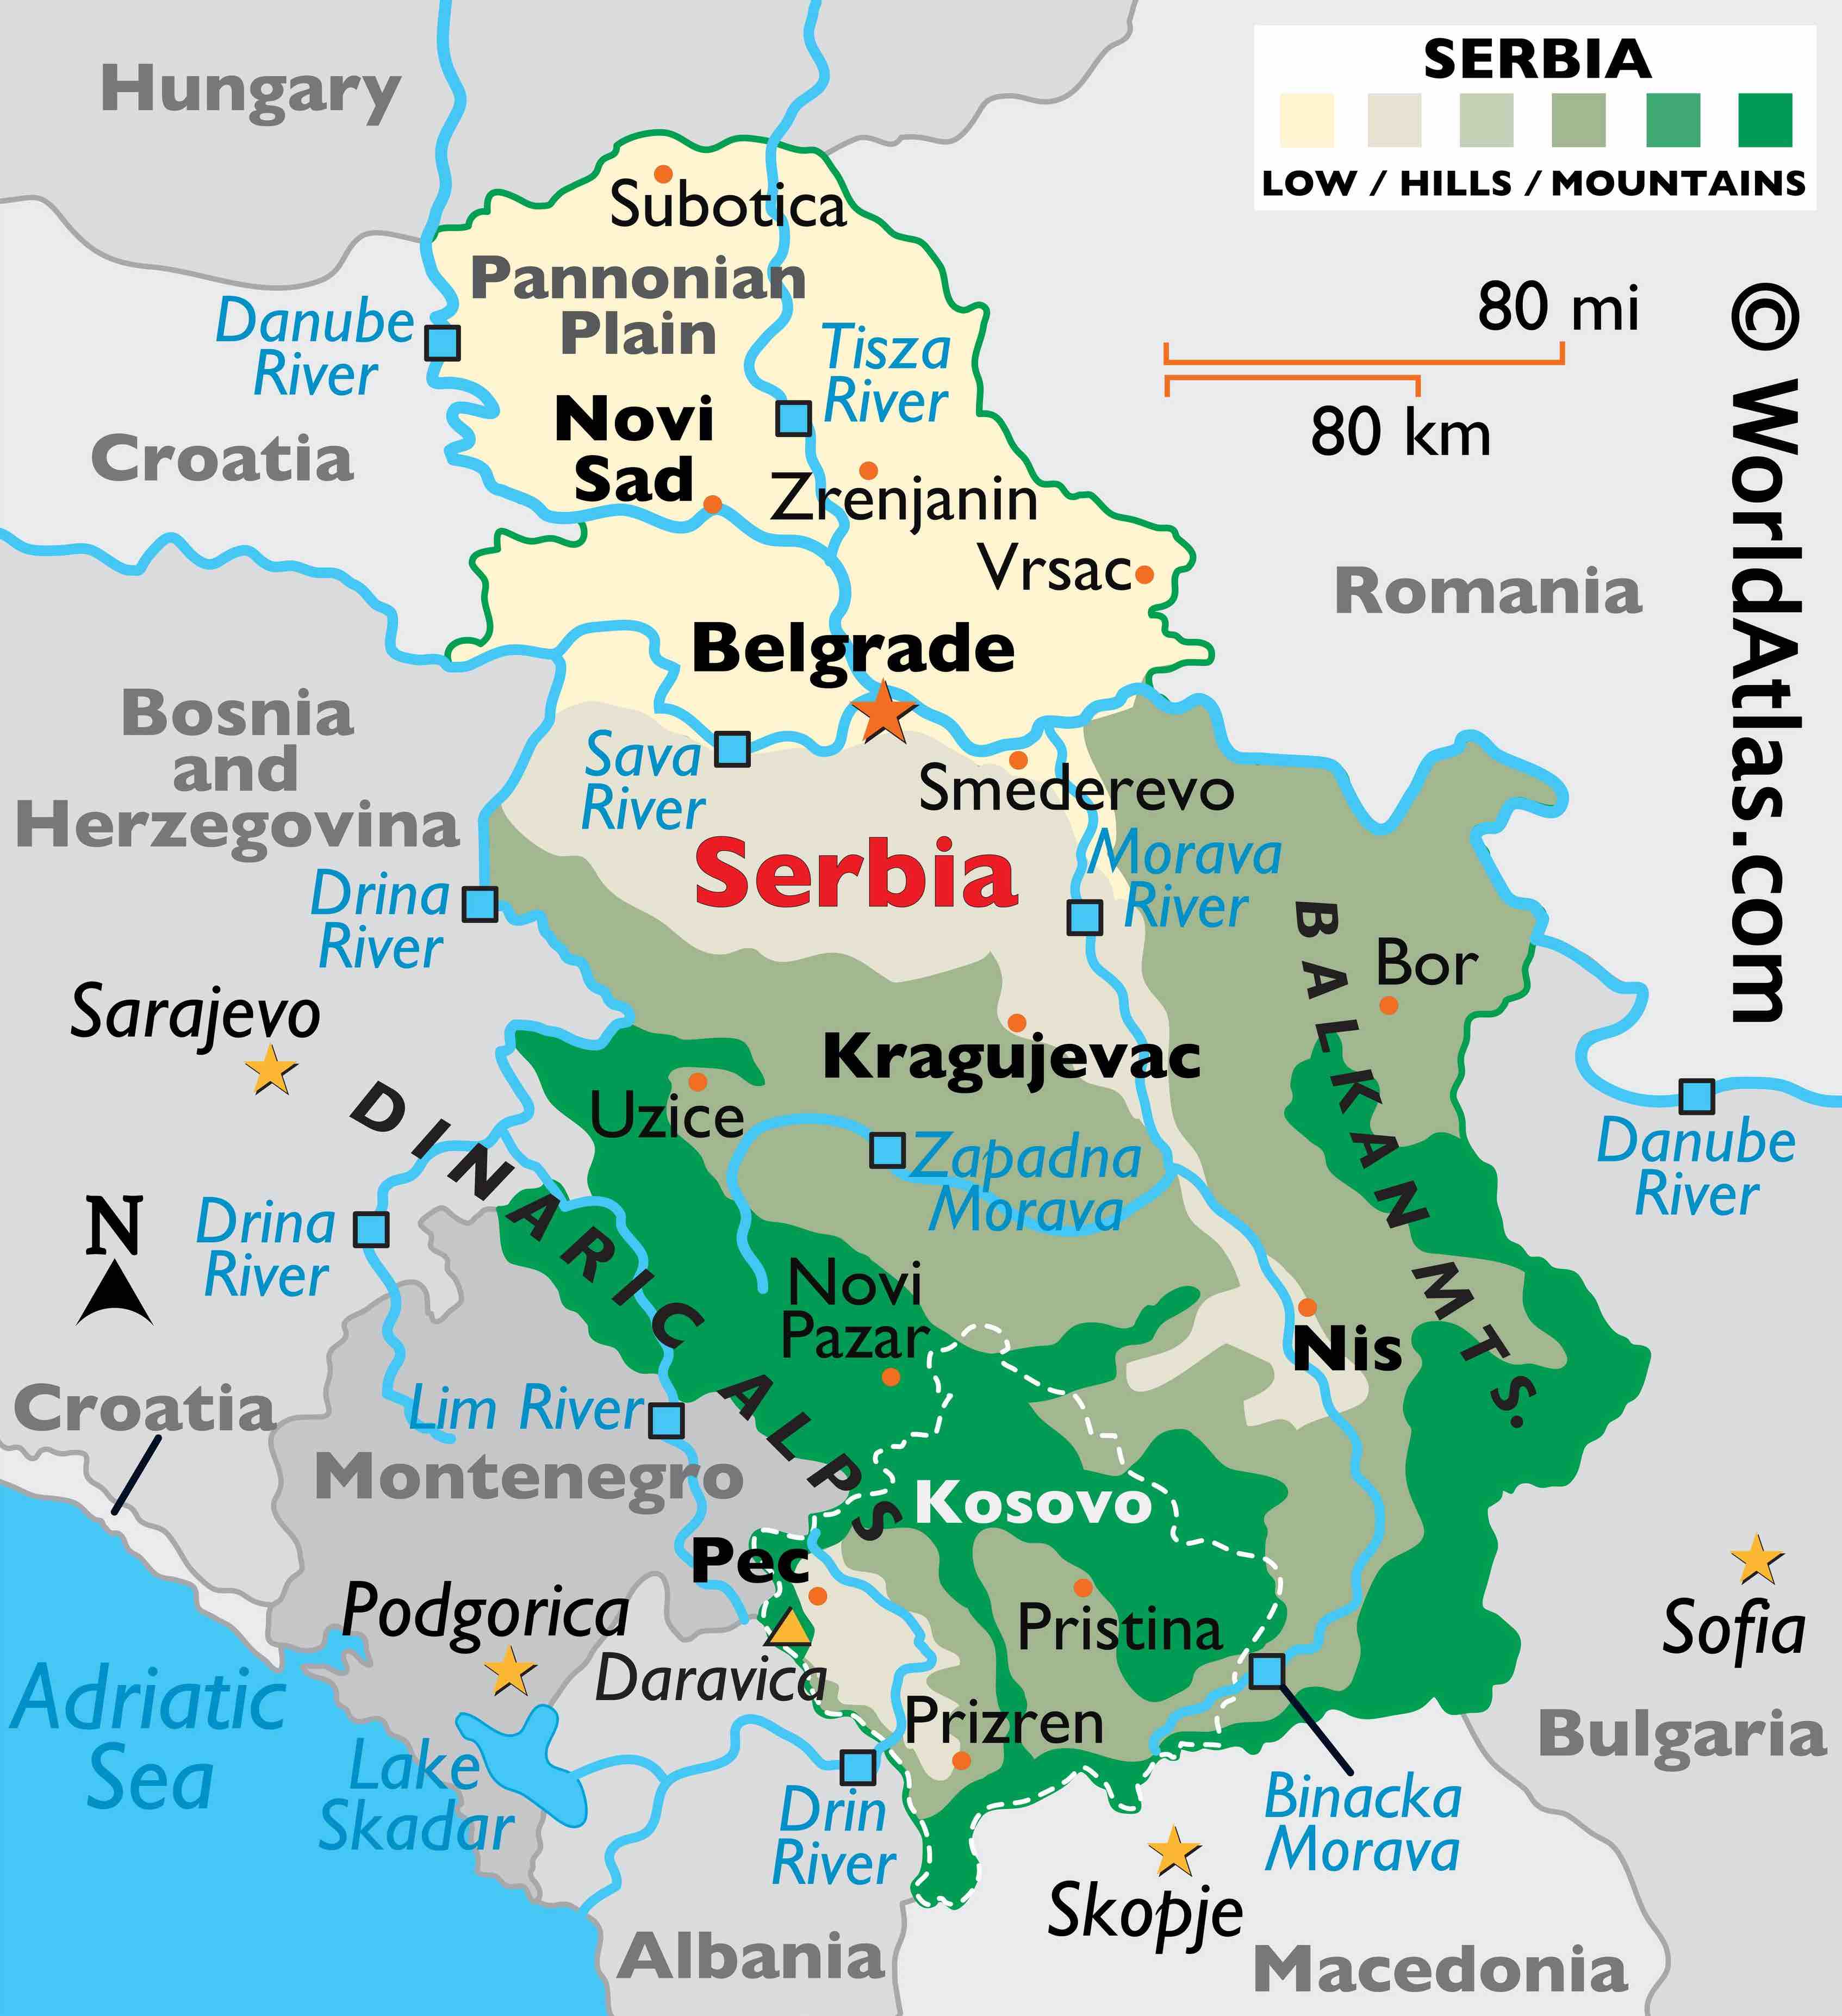 SERBIA
LOW / HILLS / MOUNTAINS
Hungary
Subotica
Pannonian
Plain
Danube
River
Tisza
River
80 mi
80 km
© WorldAtlas.com
Croatia
Novi
Sad
Zrenjanin
Vrsac
Romania
Belgrade
Bosnia
and
Herzegovina
Sava
River
Smederevo
Serbia
Morava
River
Drina
River
BALKAN MTS.
Bor
Sarajevo
Kragujevac
DINARIC ALPS
Uzice
Zapadna
Morava
Danube
River
N
Drina
River
Novi
Pazar
Nis
Croatia
Lim River
Montenegro
Kosovo
Pec
Podgorica
Pristina
Sofia
Daravica
Adriatic
Sea
Prizren
Bulgaria
Lake
Skadar
Drin
River
Binacka
Morava
Skopje
Albania
Macedonia